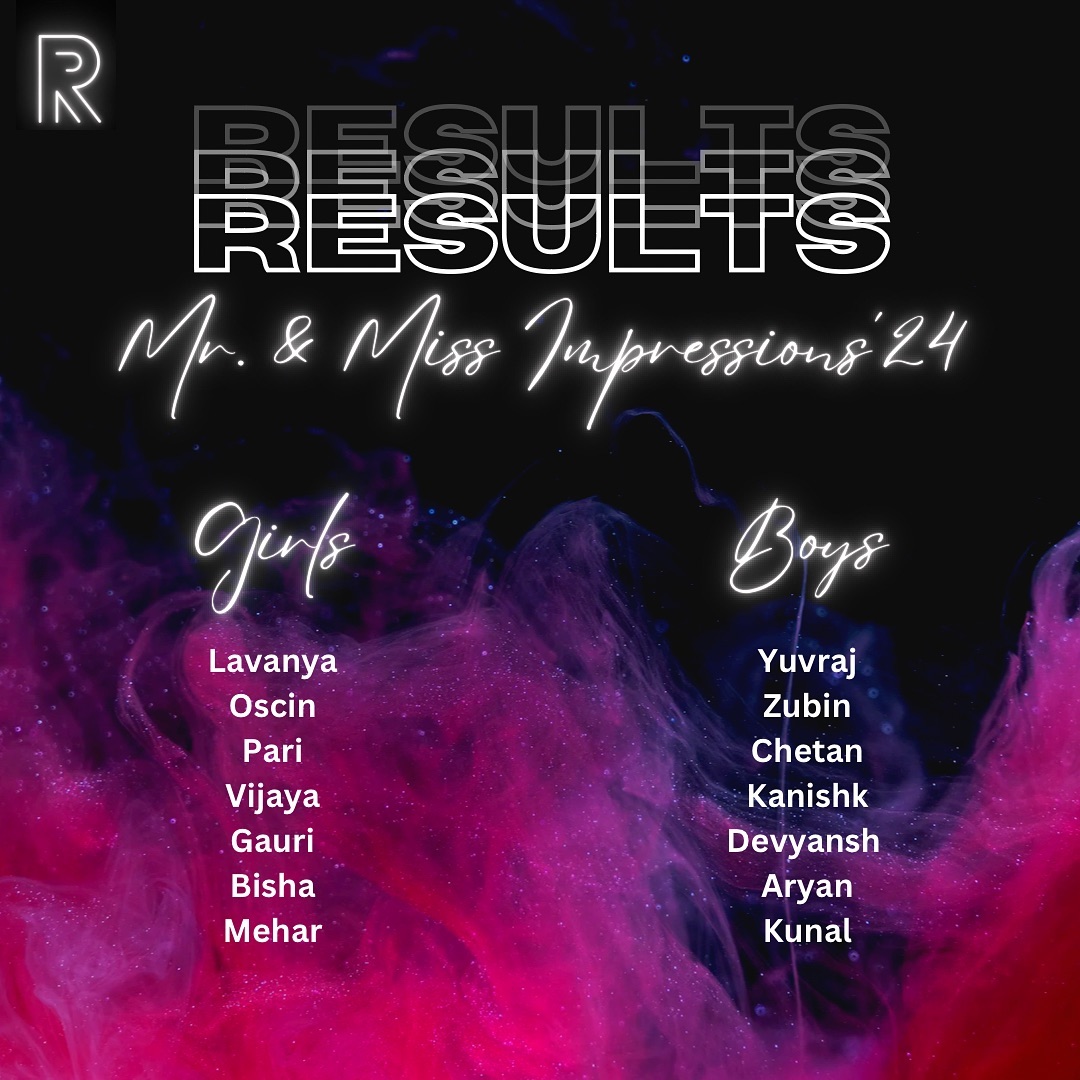 R
RESULTS
RESULTS
RESULTS
Mr. & Miss Impressions'24
Girls
Lavanya
Oscin
Pari
Vijaya
Gauri
Bisha
Mehar
Boys
Yuvraj
Zubin
Chetan
Kanishk
Devyansh
Aryan
Kunal